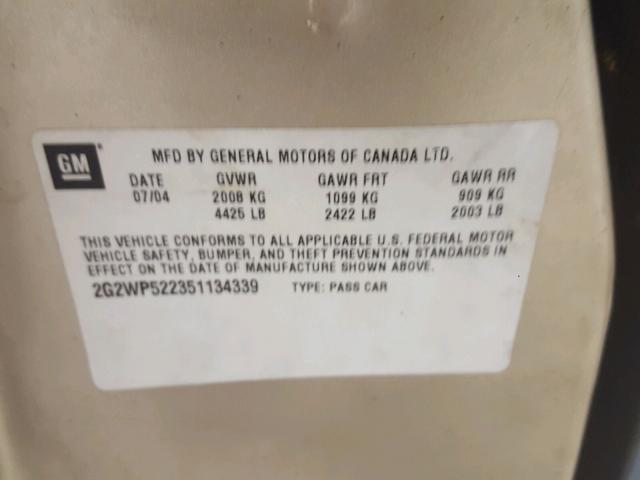 GM ®
MFD BY GENERAL MOTORS OF CANADA LTD.
DATE GVWR GAWR FRT GAWR RR
07/04 2008 KG 1099 KG 909 KG
4425 LB 2422 LB 2003 LB
THIS VEHICLE CONFORMS TO ALL APPLICABLE U.S. FEDERAL MOTOR
VEHICLE SAFETY, BUMPER, AND THEFT PREVENTION STANDARDS IN
EFFECT ON THE DATE OF MANUFACTURE SHOWN ABOVE.
2G2WP522351134339 TYPE: PASS CAR